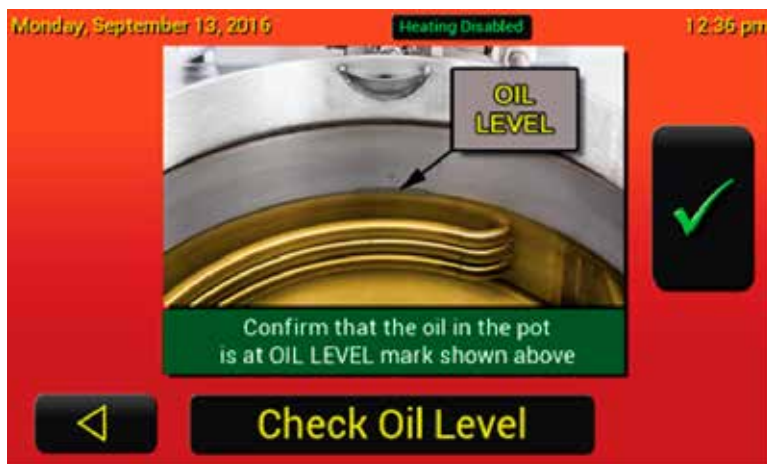 Monday, September 13, 2016
Heating Disabled
12:36 pm
OIL
LEVEL
Confirm that the oil in the pot
is at OIL LEVEL mark shown above
Check Oil Level